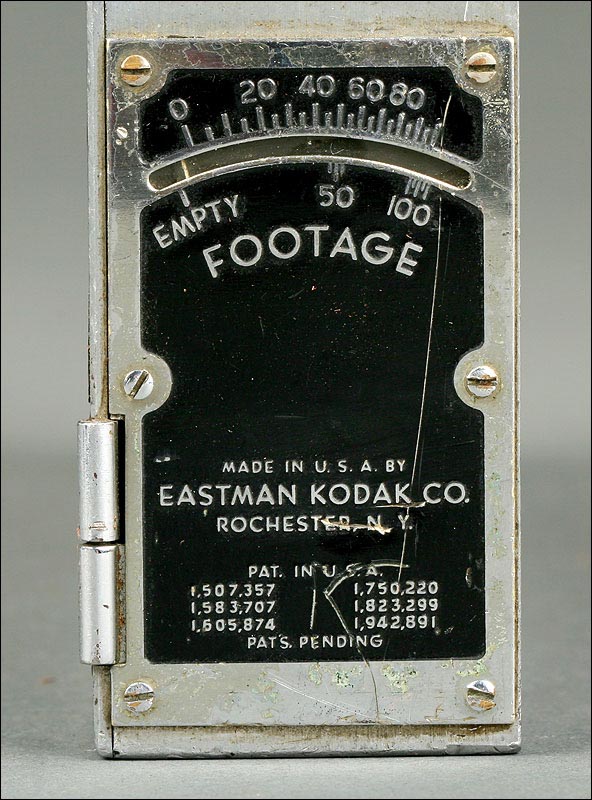 0 20 40 60 80
EMPTY 50 100
FOOTAGE
MADE IN U. S. A. BY
EASTMAN KODAK CO.
ROCHESTER, N. Y.
PAT. IN U.S.A.
1,507,357 1,750,220
1,583,707 1,823,299
1,605,874 1,942,891
PAT'S. PENDING